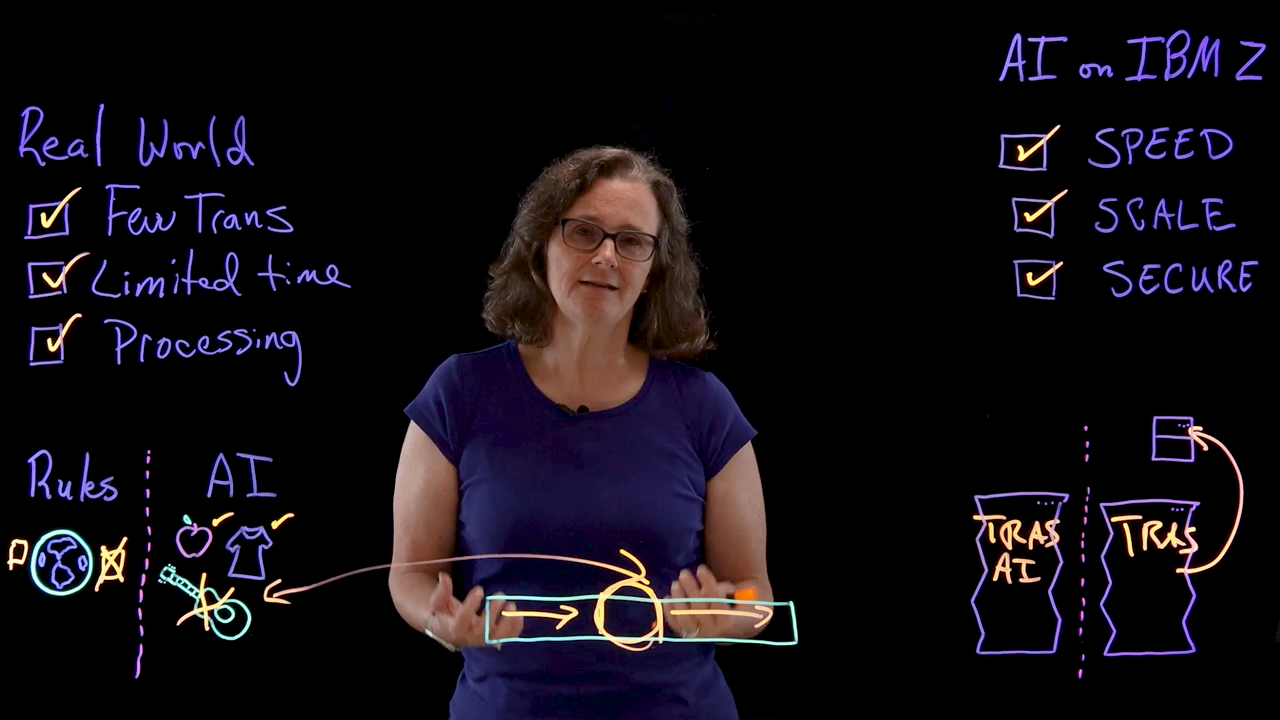 Real World
Few Trans
Limited time
Processing
Rules
AI
AI on IBM Z
SPEED
SCALE
SECURE
TRAS
AI
TRAS